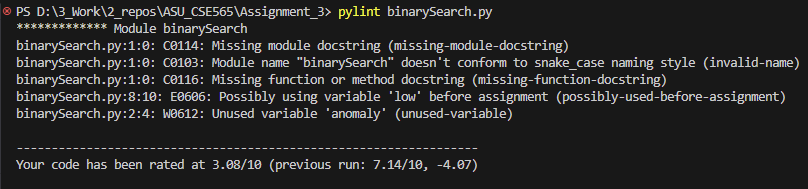 PS D:\3_Work\2_repos\ASU_CSE565\Assignment_3> pylint binarySearch.py
************* Module binarySearch
binarySearch.py:1:0: C0114: Missing module docstring (missing-module-docstring)
binarySearch.py:1:0: C0103: Module name "binarySearch" doesn't conform to snake_case naming style (invalid-name)
binarySearch.py:1:0: C0116: Missing function or method docstring (missing-function-docstring)
binarySearch.py:8:10: E0606: Possibly using variable 'low' before assignment (possibly-used-before-assignment)
binarySearch.py:2:4: W0612: Unused variable 'anomaly' (unused-variable)
------------------------------------------------------------------
Your code has been rated at 3.08/10 (previous run: 7.14/10, -4.07)